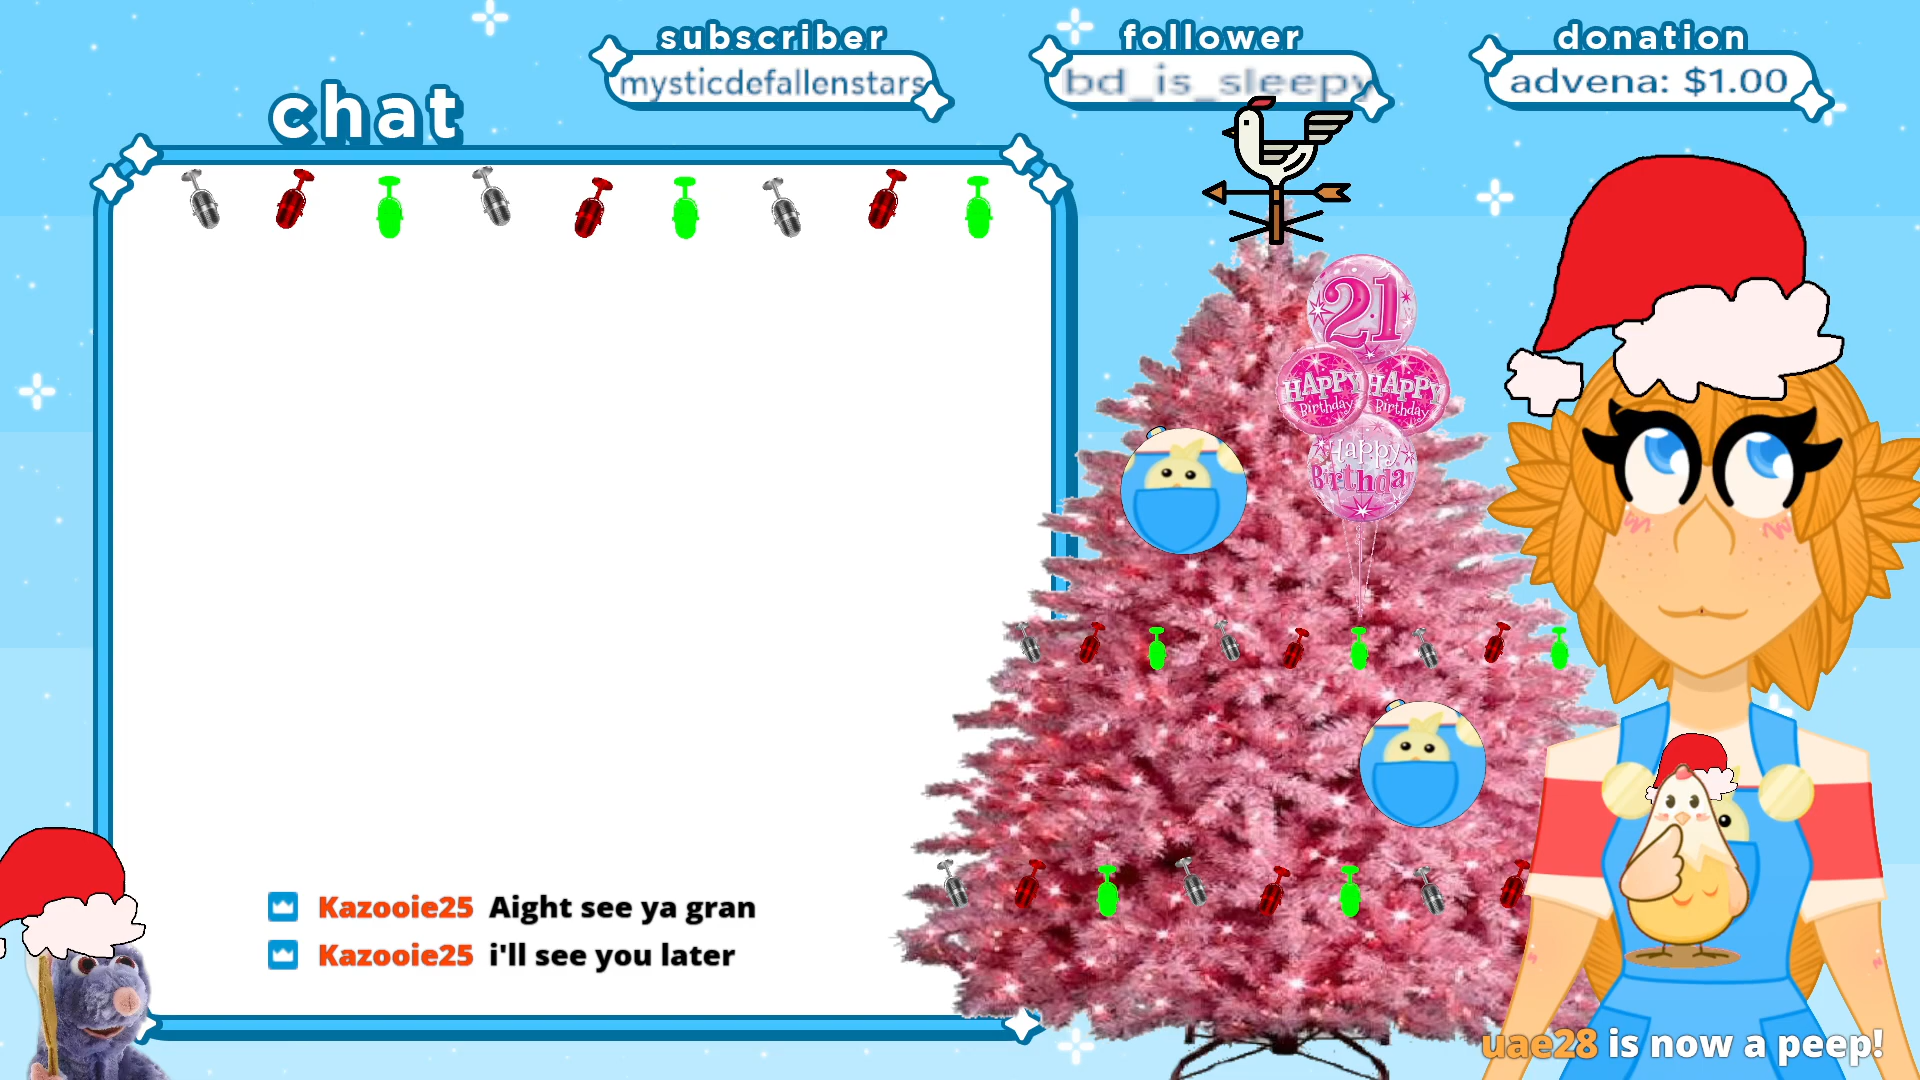 subscriber
mysticdefallenstars
follower
bd_is_sleepy
donation
advena: $1.00
chat
21
HAPPY
Birthday
HAPPY
Birthday
Happy
Birthday
Kazooie25 Aight see ya gran
Kazooie25 i'll see you later
uae28 is now a peep!